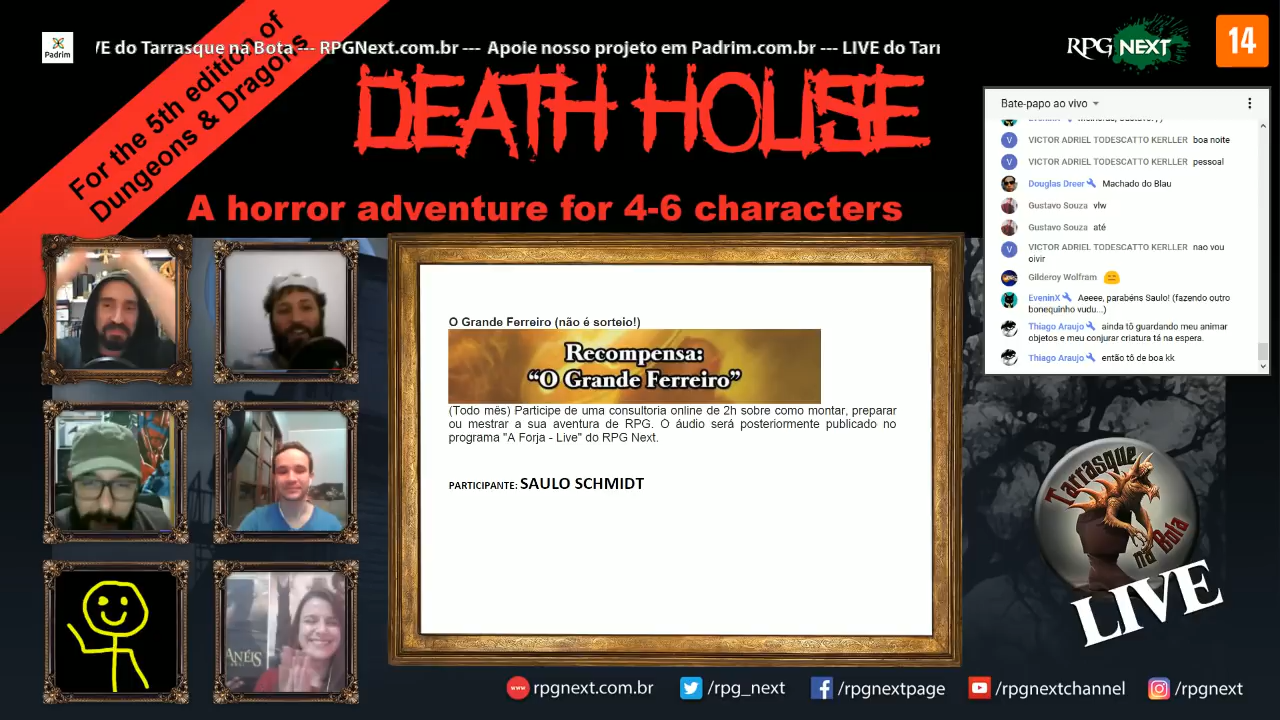 Padrim
/E do Tarrasque na Bota --- RPGNext.com.br --- Apoie nosso projeto em Padrim.com.br --- LIVE do Tarr
RPG NEXT
14
For the 5th edition of
Dungeons & Dragons
DEATH HOUSE
A horror adventure for 4-6 characters
Bate-papo ao vivo
VICTOR ADRIEL TODESCATTO KERLLER boa noite
VICTOR ADRIEL TODESCATTO KERLLER pessoal
Douglas Dreer Machado do Blau
Gustavo Souza vlw
Gustavo Souza até
VICTOR ADRIEL TODESCATTO KERLLER nao vou
oivir
Gilderoy Wolfram
EveninX Aeeee, parabéns Saulo! (fazendo outro
bonequinho vudu...)
Thiago Araujo ainda tô guardando meu animar
objetos e meu conjurar criatura tá na espera.
Thiago Araujo então tô de boa kk
O Grande Ferreiro (não é sorteio!)
Recompensa:
“O Grande Ferreiro”
(Todo mês) Participe de uma consultoria online de 2h sobre como montar, preparar
ou mestrar a sua aventura de RPG. O áudio será posteriormente publicado no
programa "A Forja - Live" do RPG Next.
PARTICIPANTE: SAULO SCHMIDT
ANÉIS
Tarrasque
na Bota
LIVE
www rpgnext.com.br
/rpg_next
/rpgnextpage
/rpgnextchannel
/rpgnext